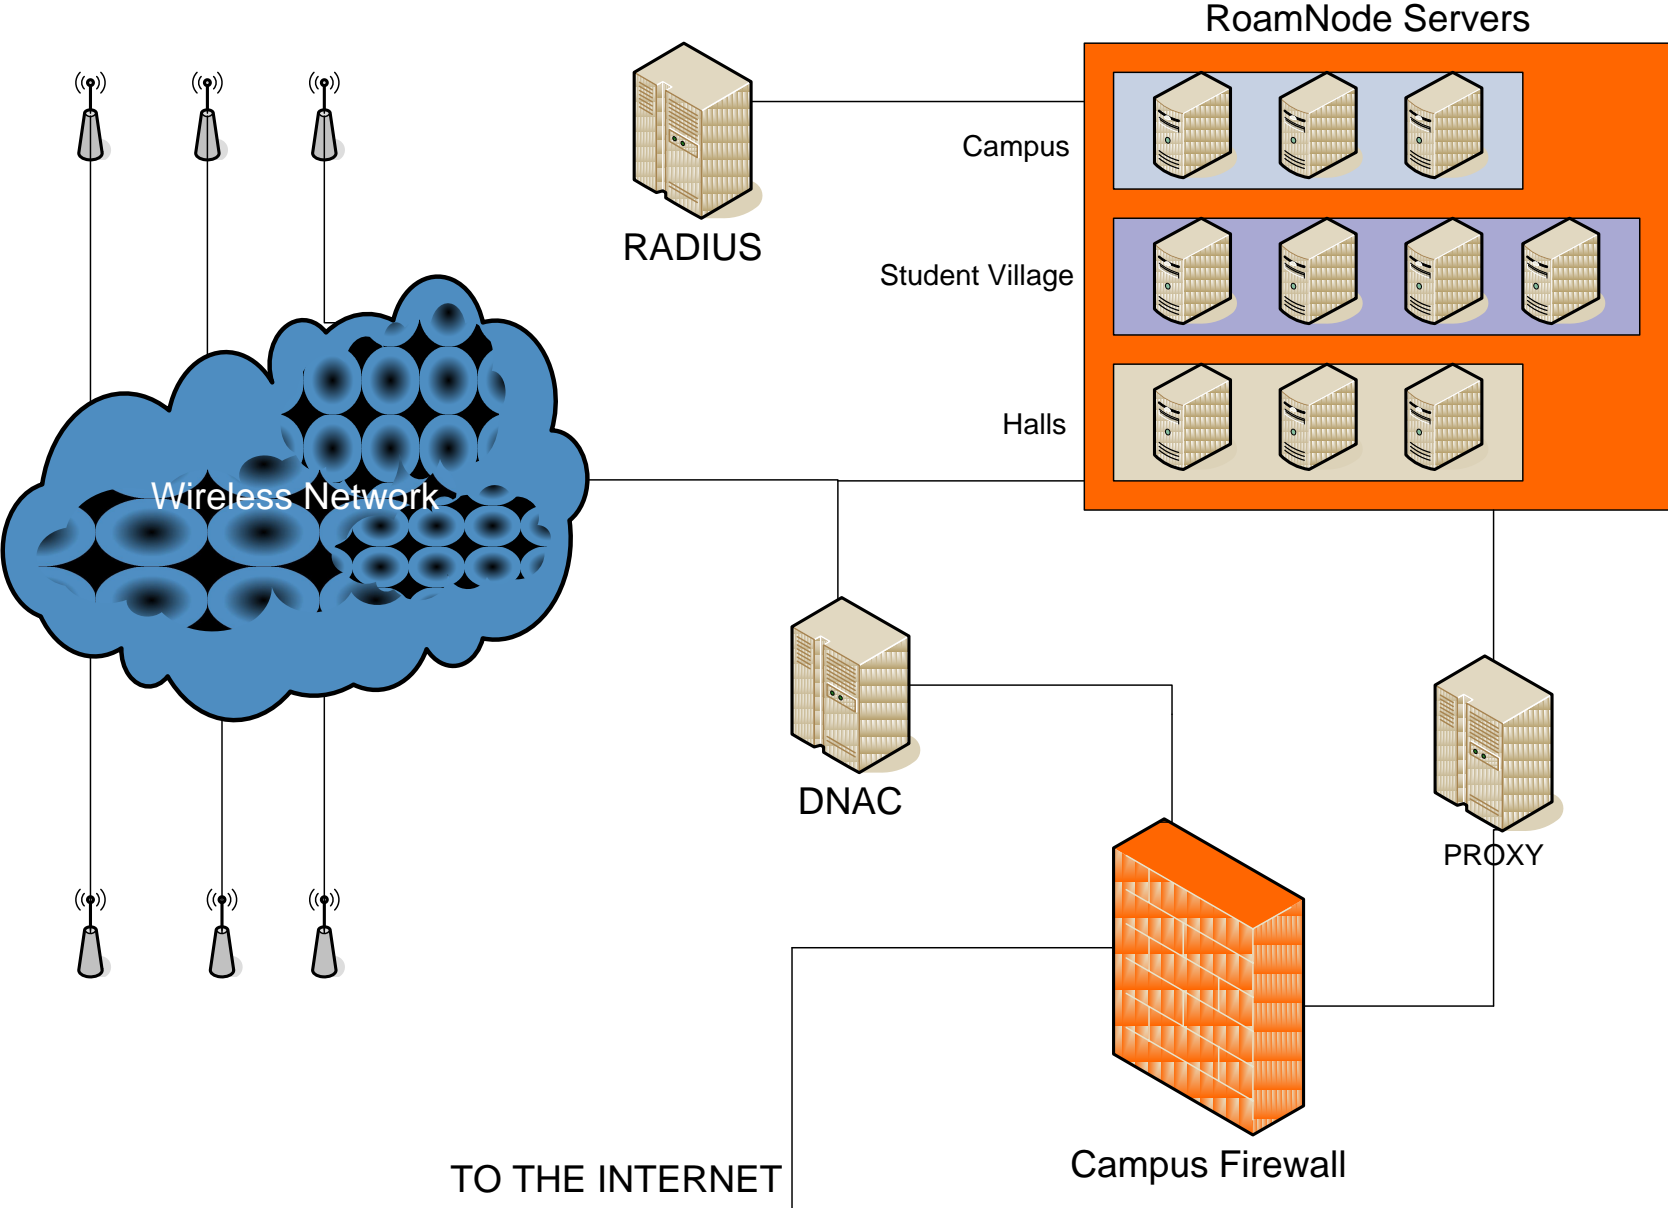 RoamNode Servers
Campus
RADIUS
Student Village
Halls
Wireless Network
DNAC
PROXY
Campus Firewall
TO THE INTERNET